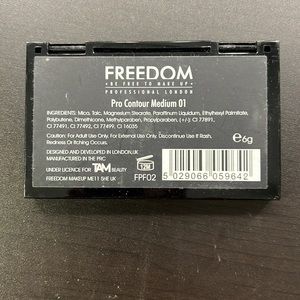 FREEDOM
BE FREE TO MAKE UP
PROFESSIONAL LONDON
Pro Contour Medium 01
INGREDIENTS: Mica, Talc, Magnesium Stearate, Paraffinum Liquidum, Ethylhexyl Palmitate,
Polybutene, Dimethicone, Methylparaben, Propylparaben, (+/-) CI 77891,
CI 77491, CI 77492, CI 77499, CI 16035
Caution: For Adult Use Only. For External Use Only. Discontinue Use If Rash,
Redness Or Itching Occurs.
DESIGNED AND DEVELOPED IN LONDON, UK
MANUFACTURED IN THE PRC
UNDER LICENCE FOR TAM BEAUTY
FREEDOM MAKEUP ME11 5HE UK
12M
FPF02
e6g
5 029066 059642